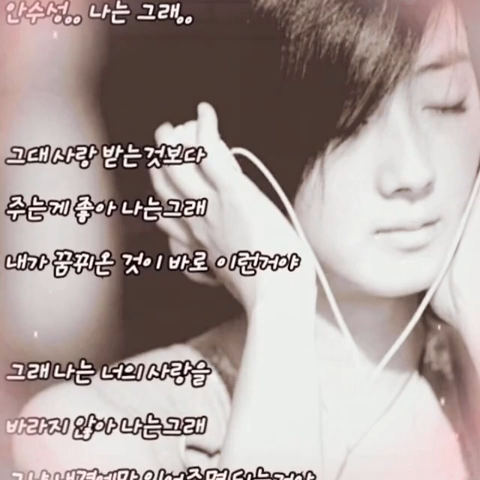 안수성,, 나는 그래,,
그대 사랑 받는것보다
주는게 좋아 나는그래
내가 꿈꿔온 것이 바로 이런거야
그래 나는 너의 사랑을
바라지 않아 나는그래